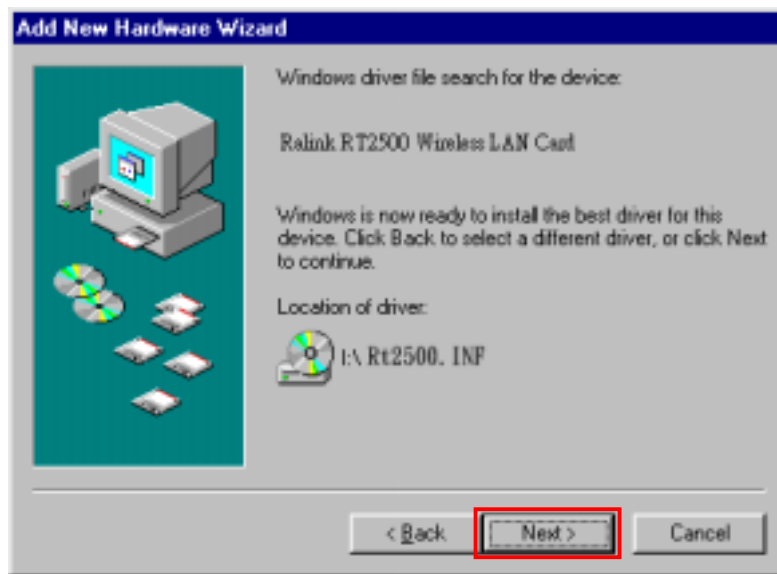 Add New Hardware Wizard
Windows driver file search for the device:
Ralink RT2500 Wireless LAN Card
Windows is now ready to install the best driver for this
device. Click Back to select a different driver, or click Next
to continue.
Location of driver:
I:\ Rt2500. INF
< Back
Next >
Cancel